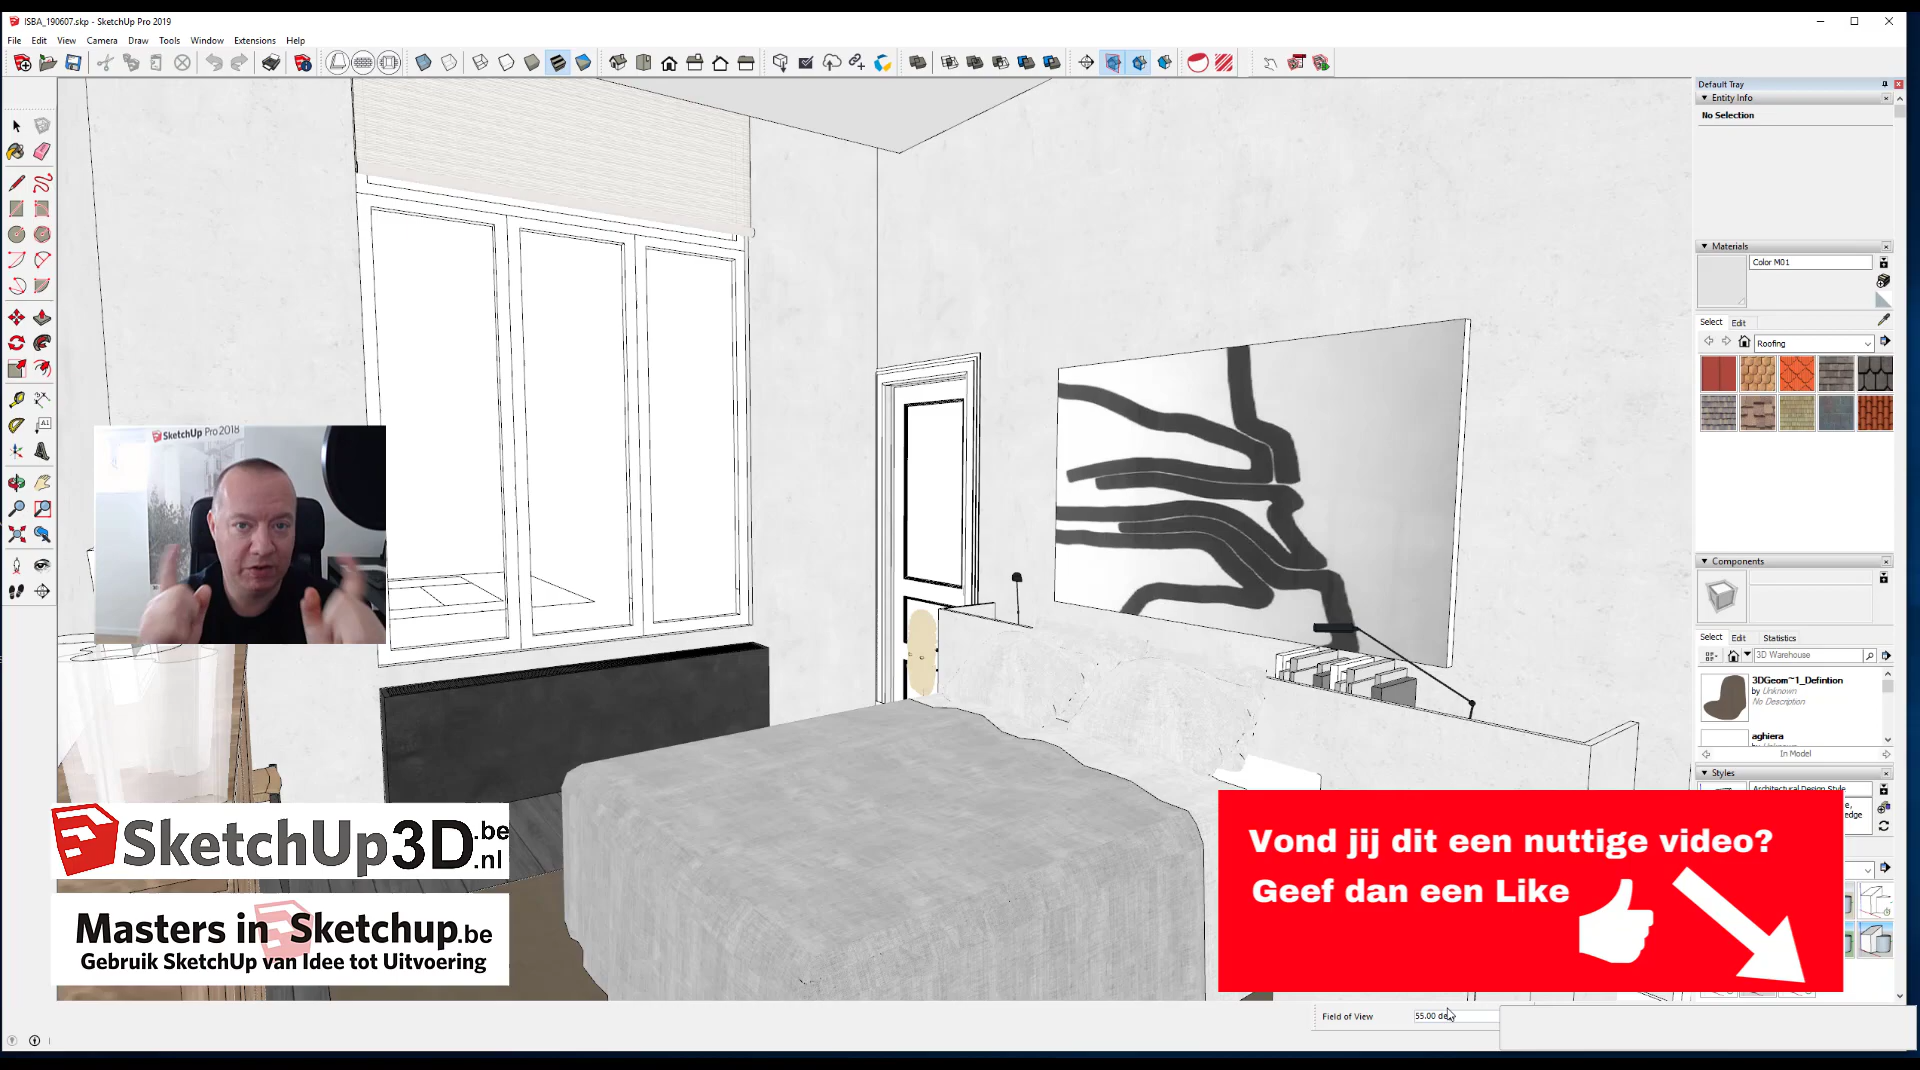 ISBA_190607.skp - SketchUp Pro 2019
File Edit View Camera Draw Tools Window Extensions Help
Default Tray
Entity Info
No Selection
Materials
Color M01
Select Edit
Roofing
Components
Select Edit Statistics
3D Warehouse
3DGeom~1_Defintion
by Unknown
No Description
aghiera
In Model
Styles
Architectural Design Style
SketchUp Pro 2018
SketchUp3D.be
.nl
Masters in Sketchup.be
Gebruik SketchUp van Idee tot Uitvoering
Vond jij dit een nuttige video?
Geef dan een Like
Field of View 55.00 de